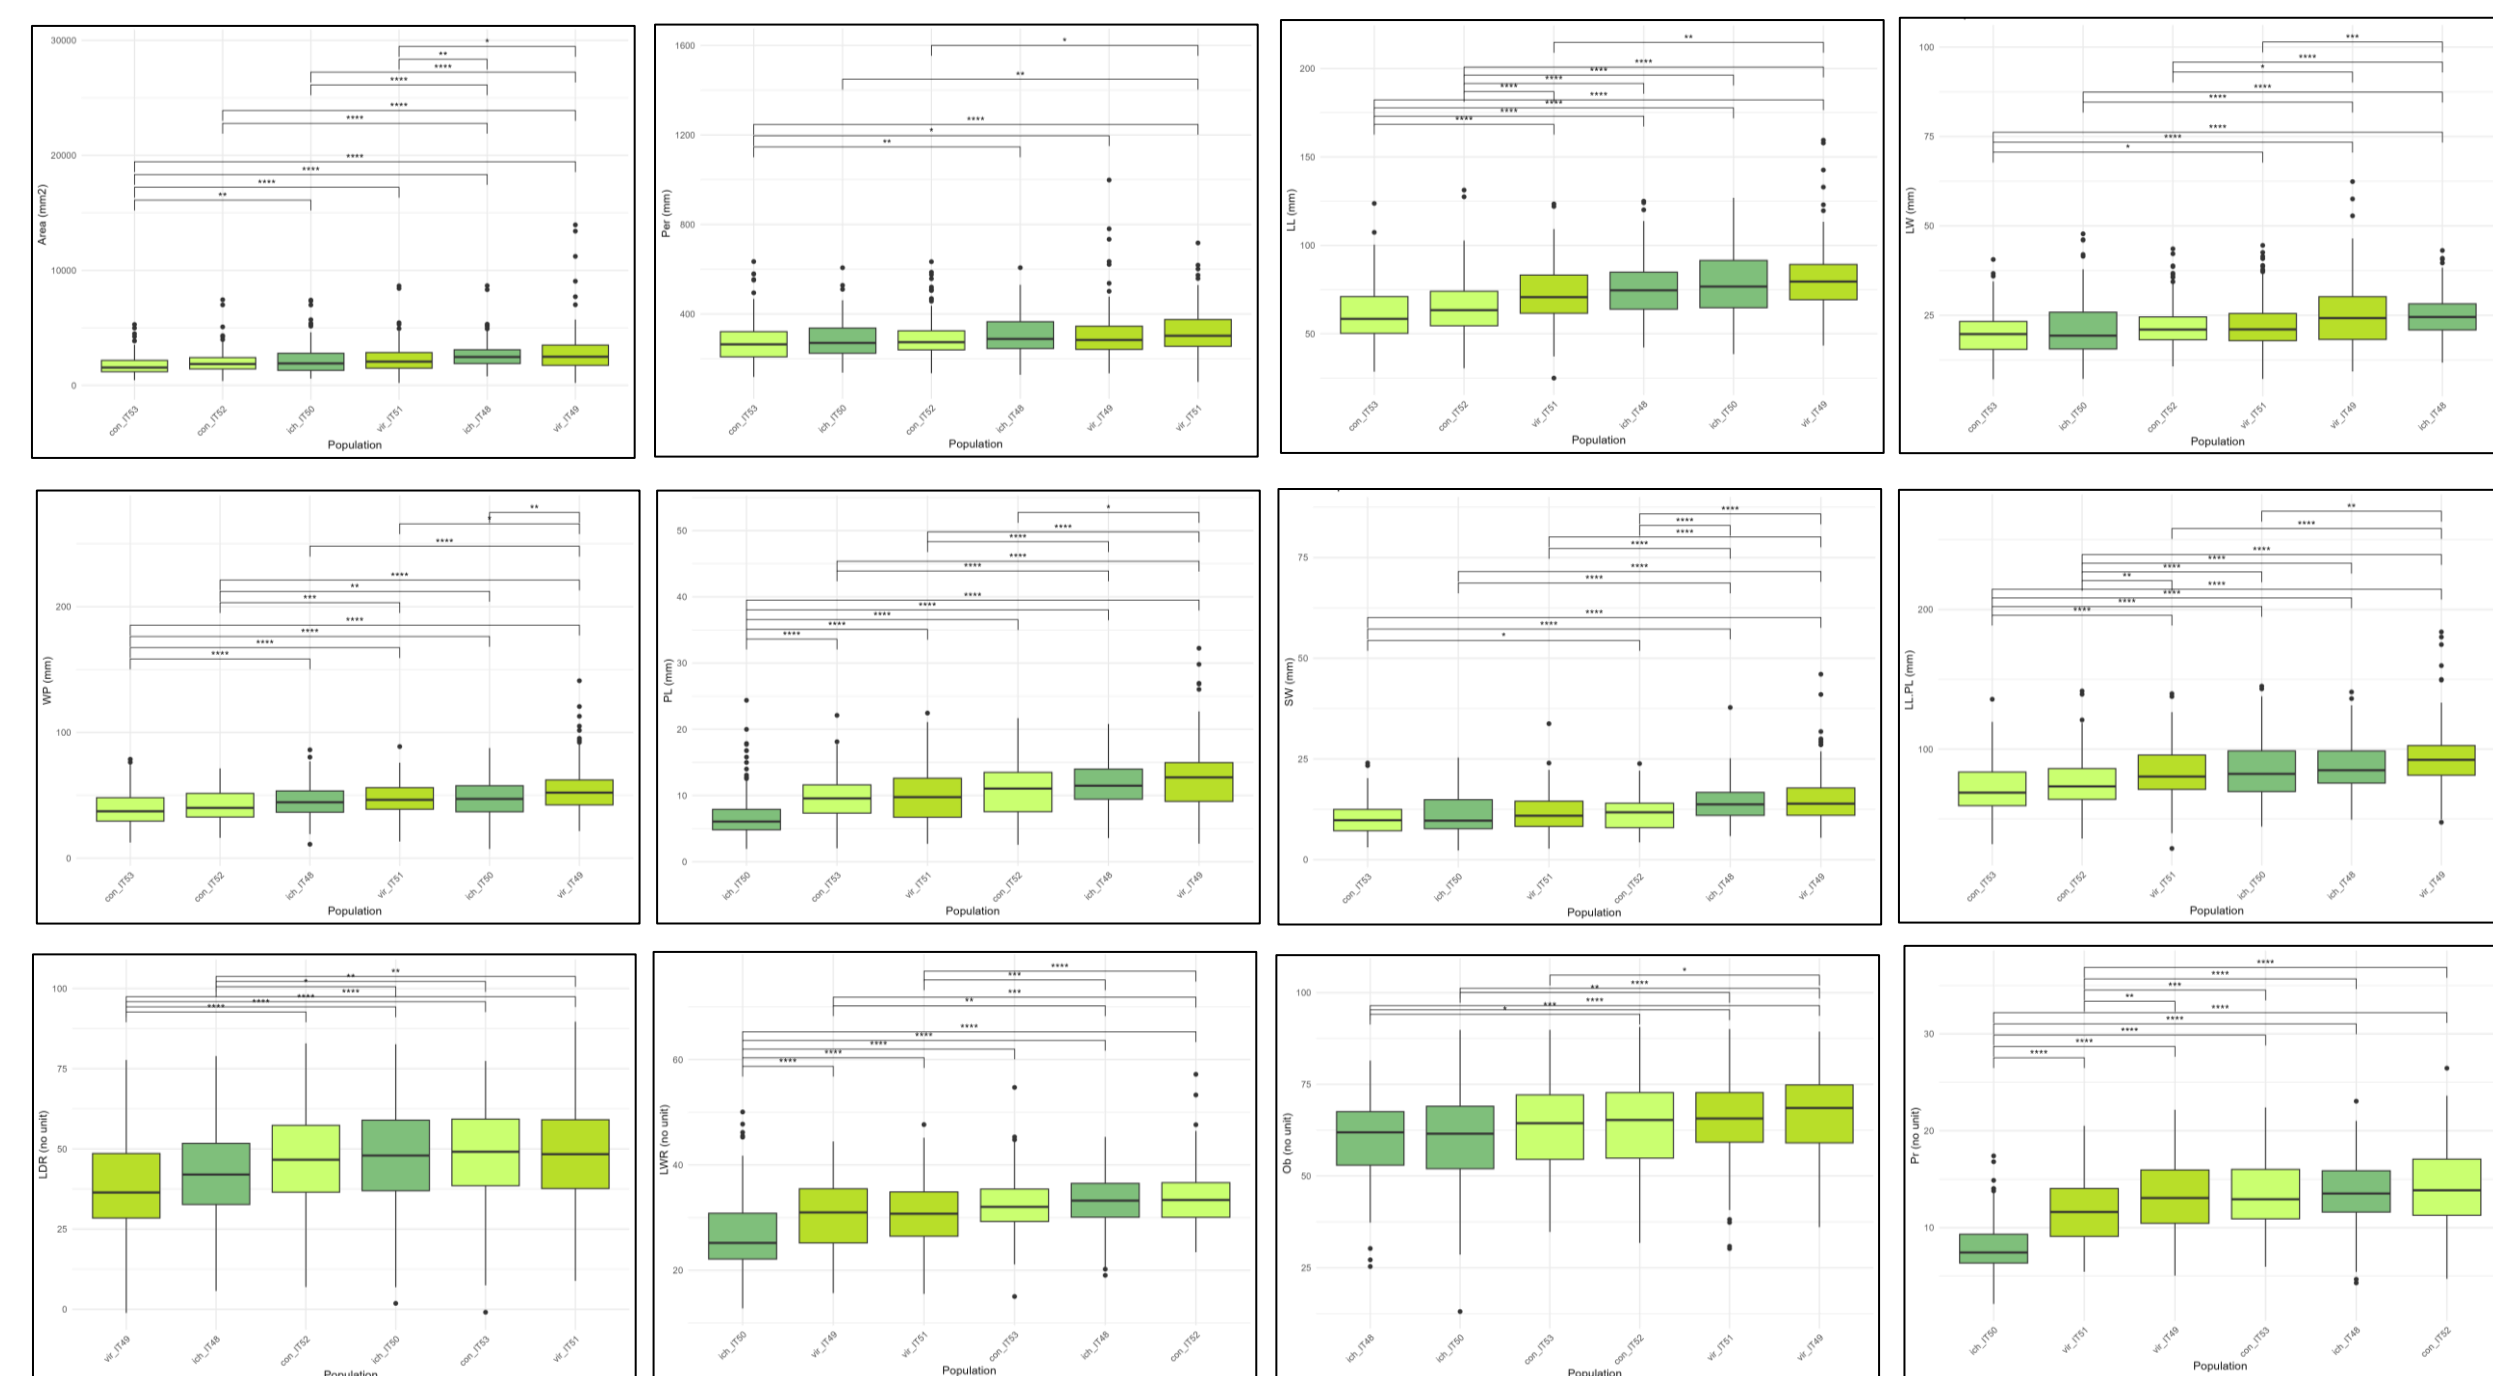 Area (mm2)
30000
20000
10000
0
* ** **** **** **** **** **** **** **** **
con_IT53 con_IT52 ich_IT50 vir_IT51 ich_IT48 vir_IT49
Population
Per (mm)
1600
1200
800
400
* ** **** * **
con_IT53 ich_IT50 con_IT52 ich_IT48 vir_IT49 vir_IT51
Population
LL (mm)
200
150
100
50
** **** **** **** **** **** **** **** ****
con_IT53 con_IT52 vir_IT51 ich_IT48 ich_IT50 vir_IT49
Population
LW (mm)
100
75
50
25
*** **** * **** **** **** **** *
con_IT53 ich_IT50 con_IT52 vir_IT51 vir_IT49 ich_IT48
Population
WP (mm)
200
100
0
** * **** **** ** *** **** **** **** ****
con_IT53 con_IT52 ich_IT48 vir_IT51 ich_IT50 vir_IT49
Population
PL (mm)
50
40
30
20
10
0
* **** **** **** **** **** **** **** **** ****
ich_IT50 con_IT53 vir_IT51 con_IT52 ich_IT48 vir_IT49
Population
SW (mm)
75
50
25
0
**** **** **** **** **** **** **** **** *
con_IT53 ich_IT50 vir_IT51 con_IT52 ich_IT48 vir_IT49
Population
LL.PL (mm)
200
100
** **** **** **** **** ** **** **** **** ****
con_IT53 con_IT52 vir_IT51 ich_IT50 ich_IT48 vir_IT49
Population
LDR (no unit)
100
75
50
25
0
** ** * **** **** **** ****
vir_IT49 ich_IT48 con_IT52 ich_IT50 con_IT53 vir_IT51
Population
LWR (no unit)
60
40
20
**** *** *** ** **** **** **** **** ****
ich_IT50 vir_IT49 vir_IT51 con_IT53 ich_IT48 con_IT52
Population
Ob (no unit)
100
75
50
25
* **** ** **** *** *
ich_IT48 ich_IT50 con_IT53 con_IT52 vir_IT51 vir_IT49
Population
Pr (no unit)
30
20
10
**** **** *** ** **** **** **** **** ****
ich_IT50 vir_IT51 vir_IT49 con_IT53 ich_IT48 con_IT52
Population